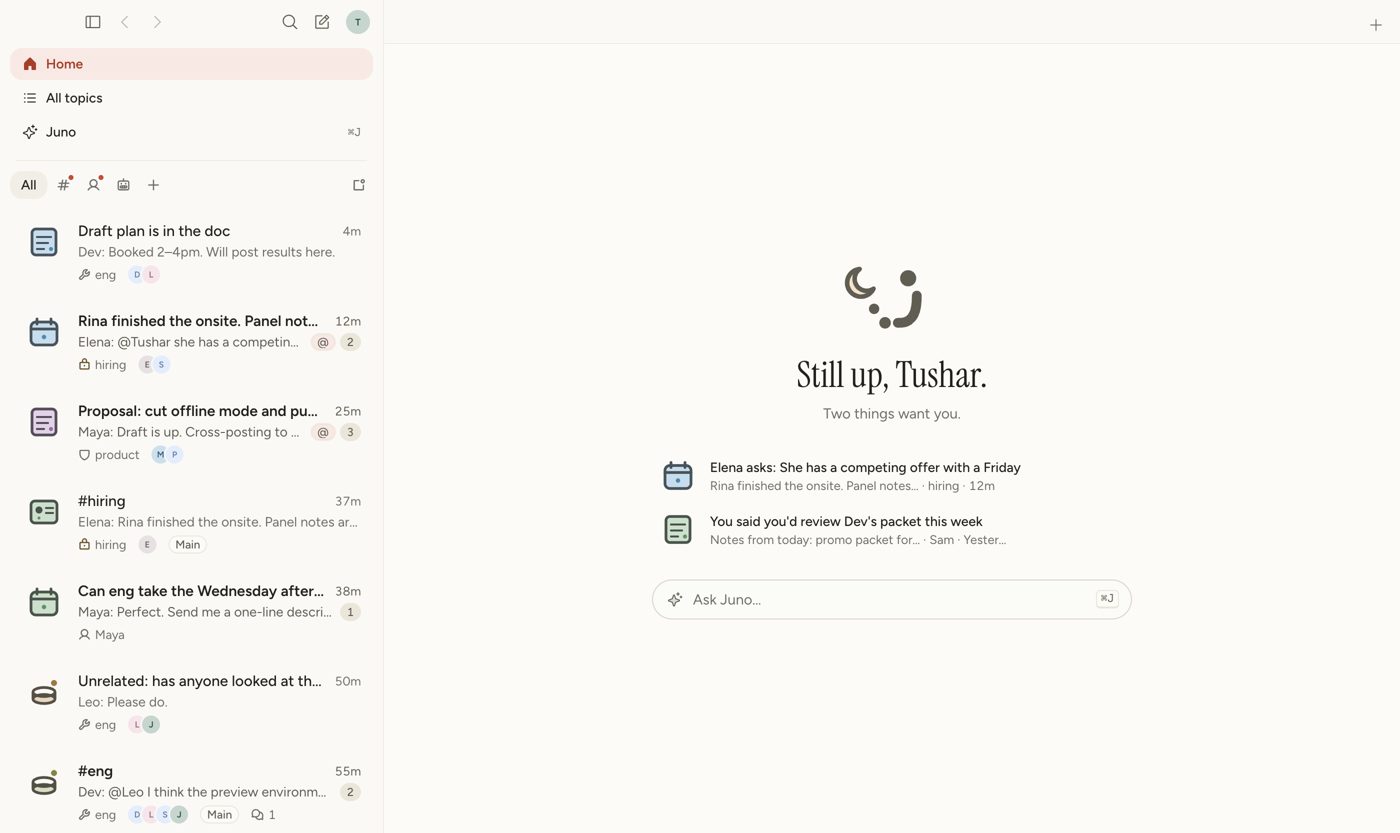 T
Home
All topics
Juno ⌘J
All
Draft plan is in the doc 4m
Dev: Booked 2–4pm. Will post results here.
eng D L
Rina finished the onsite. Panel not... 12m
Elena: @Tushar she has a competin... @ 2
hiring E S
Proposal: cut offline mode and pu... 25m
Maya: Draft is up. Cross-posting to ... @ 3
product M P
#hiring 37m
Elena: Rina finished the onsite. Panel notes ar...
hiring E Main
Can eng take the Wednesday after... 38m
Maya: Perfect. Send me a one-line descri... 1
Maya
Unrelated: has anyone looked at th... 50m
Leo: Please do.
eng L J
#eng 55m
Dev: @Leo I think the preview environm... 2
eng D L S J Main 1
Still up, Tushar.
Two things want you.
Elena asks: She has a competing offer with a Friday
Rina finished the onsite. Panel notes... · hiring · 12m
You said you'd review Dev's packet this week
Notes from today: promo packet for... · Sam · Yester...
Ask Juno... ⌘J